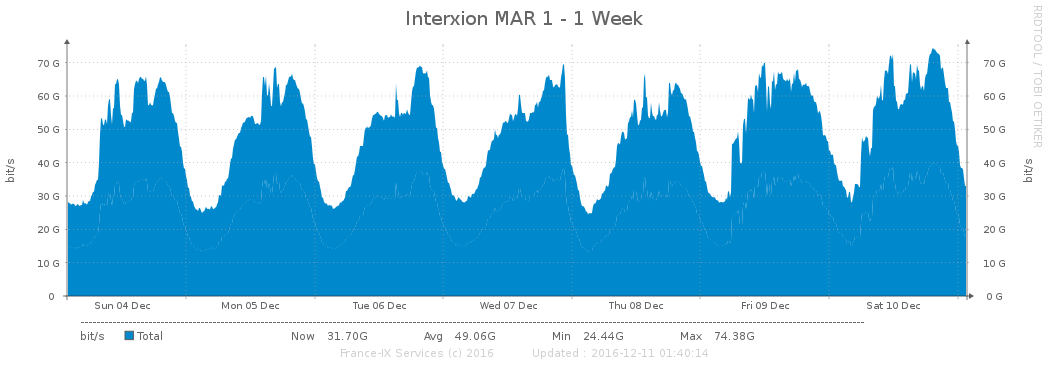 Interxion MAR 1 - 1 Week
RRDTOOL / TOBI OETIKER
bit/s
70 G
60 G
50 G
40 G
30 G
20 G
10 G
0
70 G
60 G
50 G
40 G
30 G
20 G
10 G
0 G
bit/s
Sun 04 Dec Mon 05 Dec Tue 06 Dec Wed 07 Dec Thu 08 Dec Fri 09 Dec Sat 10 Dec
bit/s Total Now 31.70G Avg 49.06G Min 24.44G Max 74.38G
France-IX Services (c) 2016 Updated : 2016-12-11 01:40:14